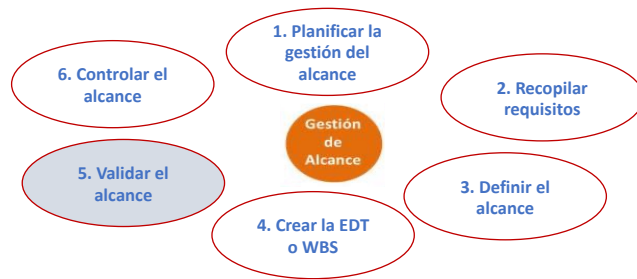 1. Planificar la
gestión del
alcance
2. Recopilar
requisitos
3. Definir el
alcance
4. Crear la EDT
o WBS
5. Validar el
alcance
6. Controlar el
alcance
Gestión
de
Alcance